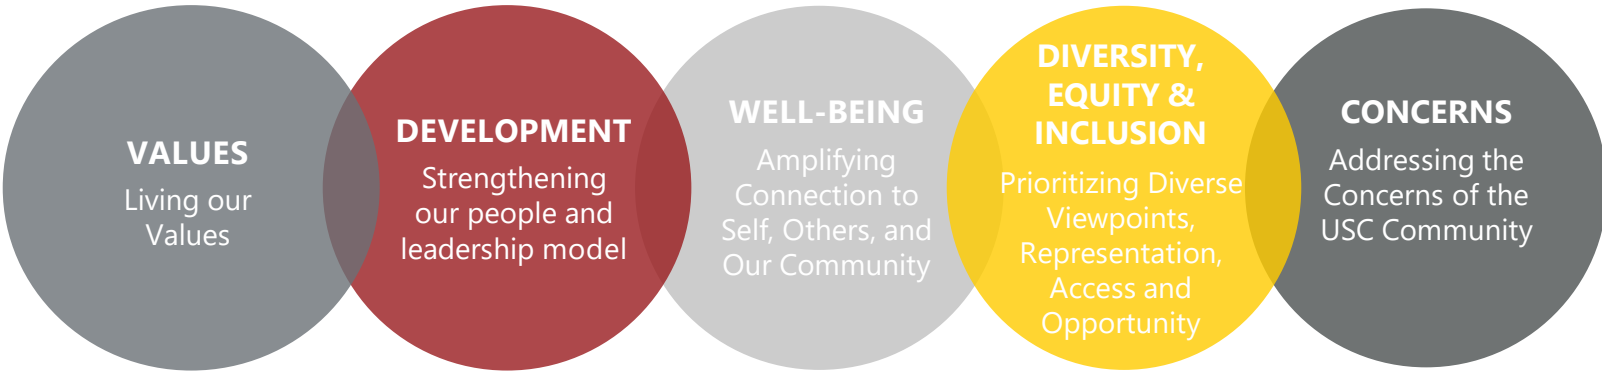 VALUES
Living our
Values
DEVELOPMENT
Strengthening
our people and
leadership model
WELL-BEING
Amplifying
Connection to
Self, Others, and
Our Community
DIVERSITY,
EQUITY &
INCLUSION
Prioritizing Diverse
Viewpoints,
Representation,
Access and
Opportunity
CONCERNS
Addressing the
Concerns of the
USC Community